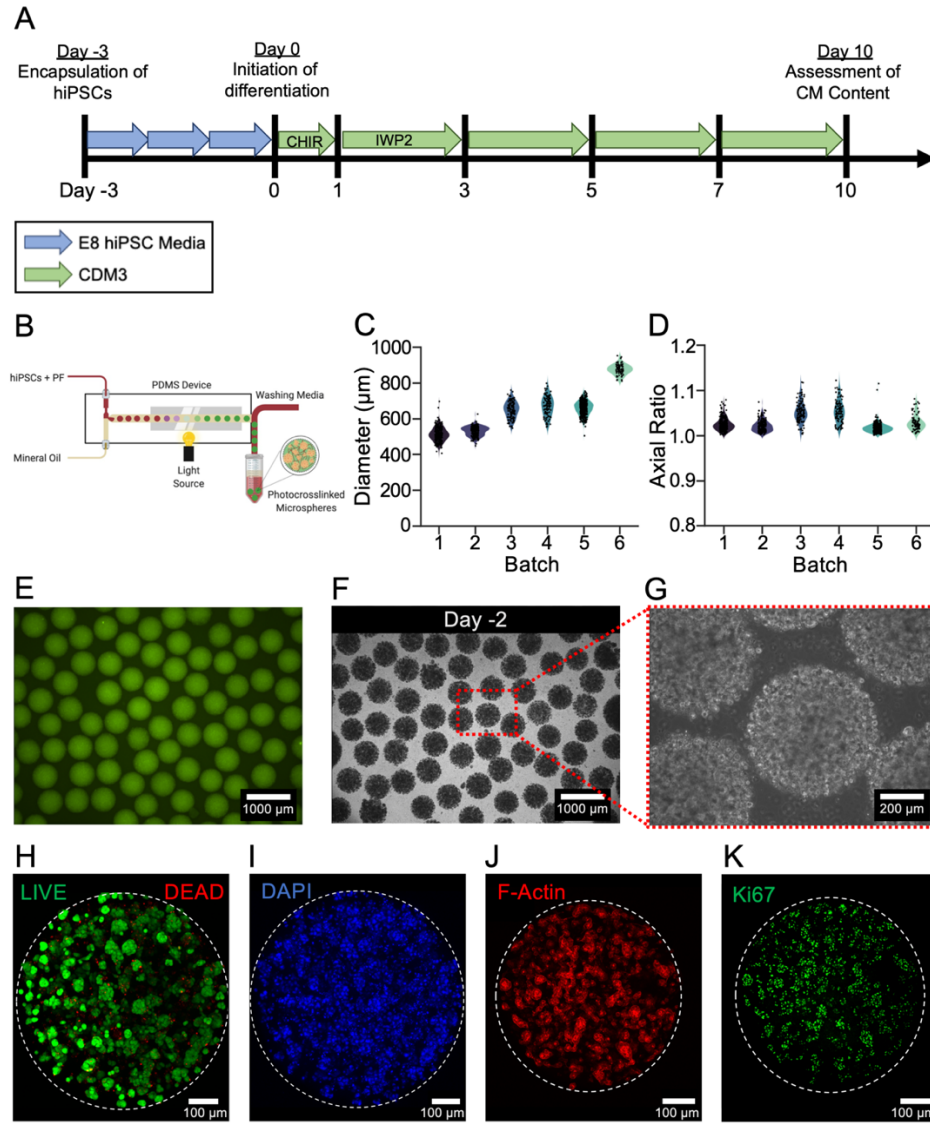 A
Day -3
Encapsulation of
hiPSCs
Day 0
Initiation of
differentiation
Day 10
Assessment of
CM Content
CHIR
IWP2
Day -3
0
1
3
5
7
10
E8 hiPSC Media
CDM3
B
hiPSCs + PF
PDMS Device
Washing Media
Mineral Oil
Light
Source
Photocrosslinked
Microspheres
C
Diameter (µm)
1000
800
600
400
200
0
1 2 3 4 5 6
Batch
D
Axial Ratio
1.2
1.1
1.0
0.9
0.8
1 2 3 4 5 6
Batch
E
1000 µm
F
Day -2
1000 µm
G
200 µm
H
LIVE
DEAD
100 µm
I
DAPI
100 µm
J
F-Actin
100 µm
K
Ki67
100 µm